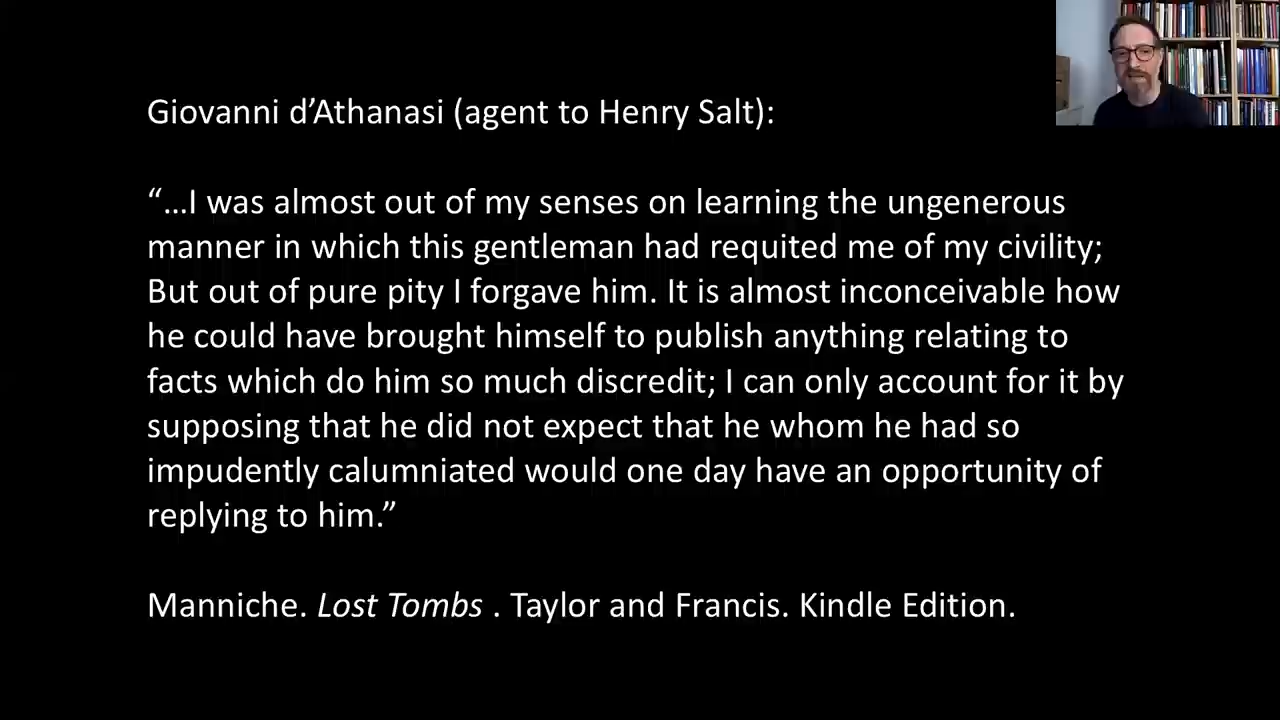 Giovanni d’Athanasi (agent to Henry Salt):
“…I was almost out of my senses on learning the ungenerous
manner in which this gentleman had requited me of my civility;
But out of pure pity I forgave him. It is almost inconceivable how
he could have brought himself to publish anything relating to
facts which do him so much discredit; I can only account for it by
supposing that he did not expect that he whom he had so
impudently calumniated would one day have an opportunity of
replying to him.”
Manniche. Lost Tombs . Taylor and Francis. Kindle Edition.